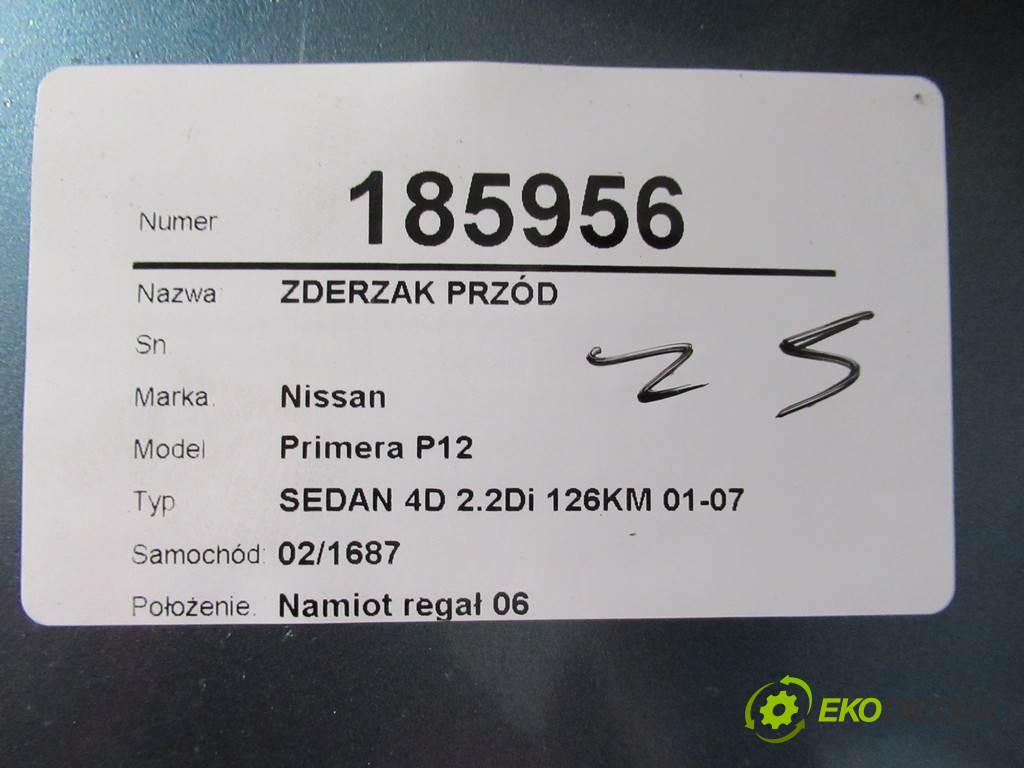 Numer 185956
Nazwa: ZDERZAK PRZÓD
Sn
Marka. Nissan
Model Primera P12
Typ SEDAN 4D 2.2Di 126KM 01-07
Samochód: 02/1687
Położenie. Namiot regał 06
25
EKO